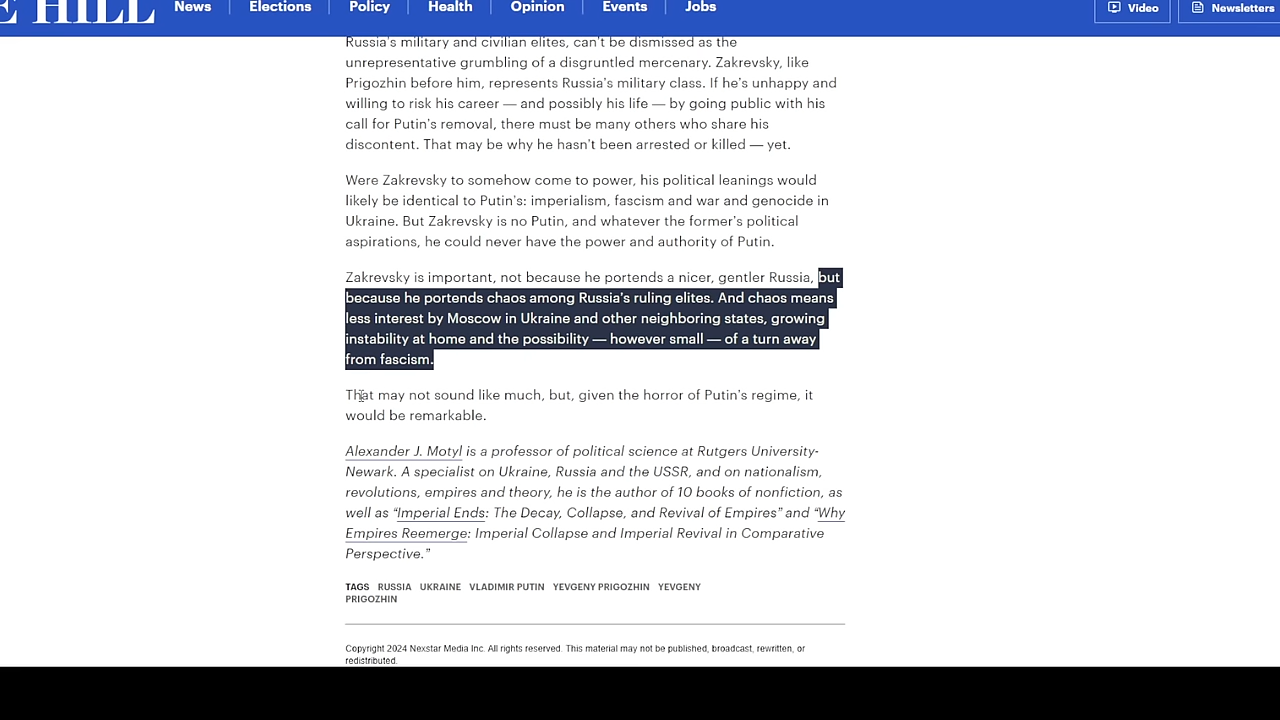 E HILL News Elections Policy Health Opinion Events Jobs Video Newsletters
Russia's military and civilian elites, can't be dismissed as the
unrepresentative grumbling of a disgruntled mercenary. Zakrevsky, like
Prigozhin before him, represents Russia's military class. If he's unhappy and
willing to risk his career — and possibly his life — by going public with his
call for Putin's removal, there must be many others who share his
discontent. That may be why he hasn't been arrested or killed — yet.
Were Zakrevsky to somehow come to power, his political leanings would
likely be identical to Putin's: imperialism, fascism and war and genocide in
Ukraine. But Zakrevsky is no Putin, and whatever the former's political
aspirations, he could never have the power and authority of Putin.
Zakrevsky is important, not because he portends a nicer, gentler Russia, but
because he portends chaos among Russia's ruling elites. And chaos means
less interest by Moscow in Ukraine and other neighboring states, growing
instability at home and the possibility — however small — of a turn away
from fascism.
That may not sound like much, but, given the horror of Putin's regime, it
would be remarkable.
Alexander J. Motyl is a professor of political science at Rutgers University-
Newark. A specialist on Ukraine, Russia and the USSR, and on nationalism,
revolutions, empires and theory, he is the author of 10 books of nonfiction, as
well as “Imperial Ends: The Decay, Collapse, and Revival of Empires” and “Why
Empires Reemerge: Imperial Collapse and Imperial Revival in Comparative
Perspective.”
TAGS RUSSIA UKRAINE VLADIMIR PUTIN YEVGENY PRIGOZHIN YEVGENY
PRIGOZHIN
Copyright 2024 Nexstar Media Inc. All rights reserved. This material may not be published, broadcast, rewritten, or
redistributed.